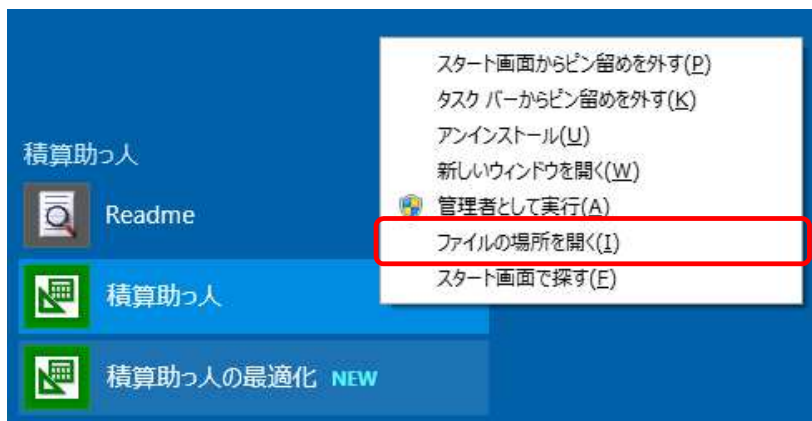 スタート画面からピン留めを外す(P)
タスク バーからピン留めを外す(K)
アンインストール(U)
新しいウィンドウを開く(W)
管理者として実行(A)
ファイルの場所を開く(I)
スタート画面で探す(F)
積算助っ人
Readme
積算助っ人
積算助っ人の最適化 NEW